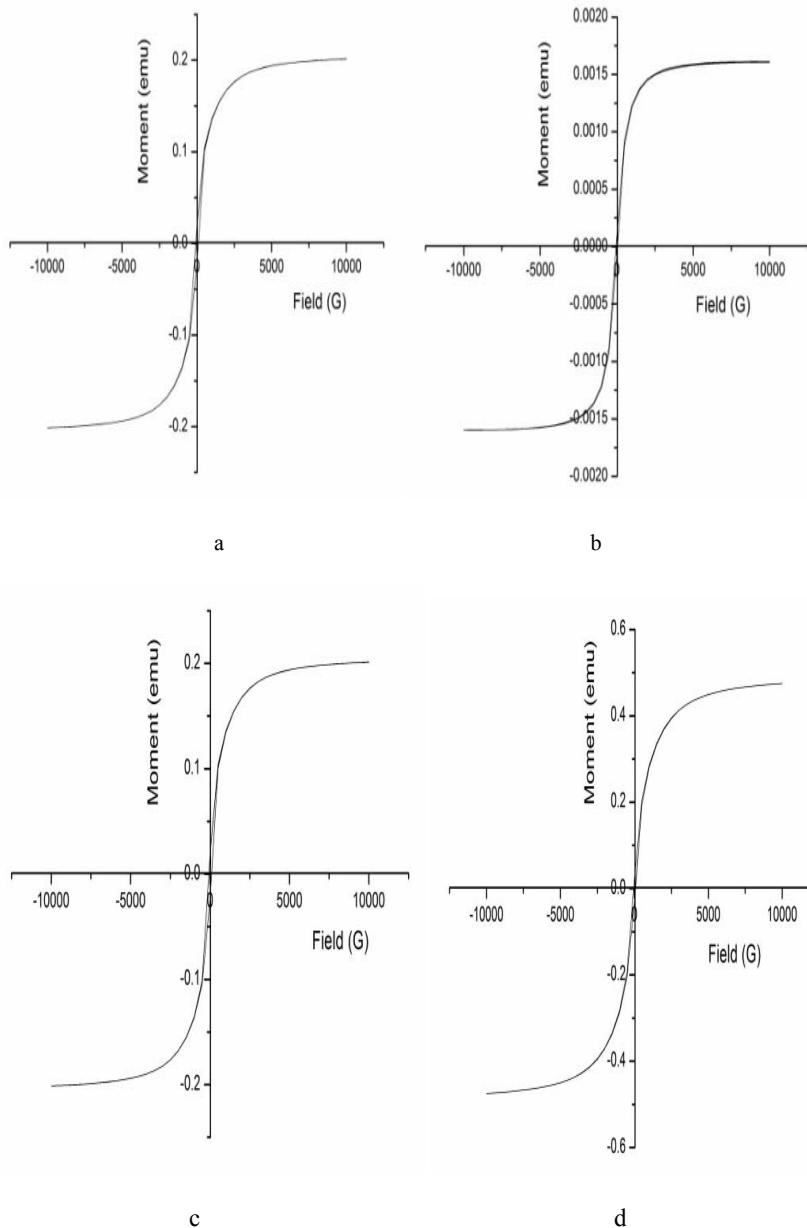 Moment (emu)
0.2
0.1
0.0
-10000 -5000 0 5000 10000
Field (G)
-0.1
-0.2
a
Moment (emu)
0.0020
0.0015
0.0010
0.0005
0.0000
-10000 -5000 0 5000 10000
Field (G)
-0.0005
-0.0010
-0.0015
-0.0020
b
Moment (emu)
0.2
0.1
0.0
-10000 -5000 0 5000 10000
Field (G)
-0.1
-0.2
c
Moment (emu)
0.6
0.4
0.2
0.0
-10000 -5000 0 5000 10000
Field (G)
-0.2
-0.4
-0.6
d